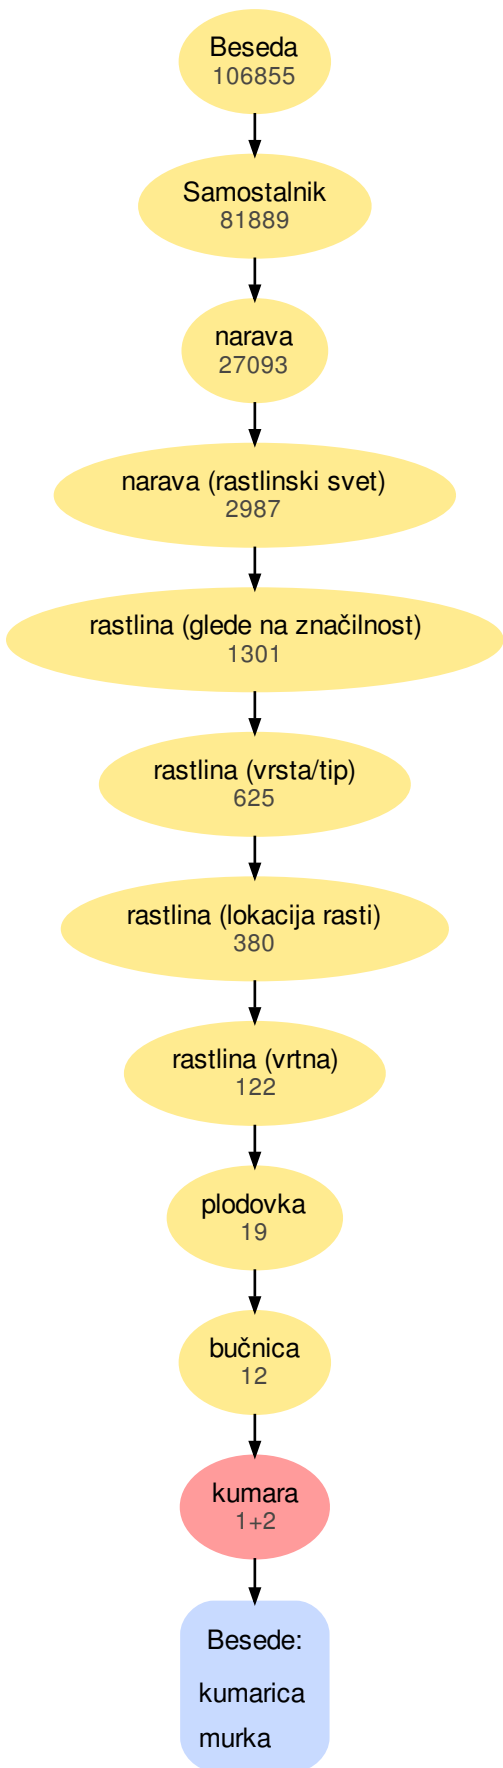 Beseda
106855
Samostalnik
81889
narava
27093
narava (rastlinski svet)
2987
rastlina (glede na značilnost)
1301
rastlina (vrsta/tip)
625
rastlina (lokacija rasti)
380
rastlina (vrtna)
122
plodovka
19
bučnica
12
kumara
1+2
Besede:
kumarica
murka